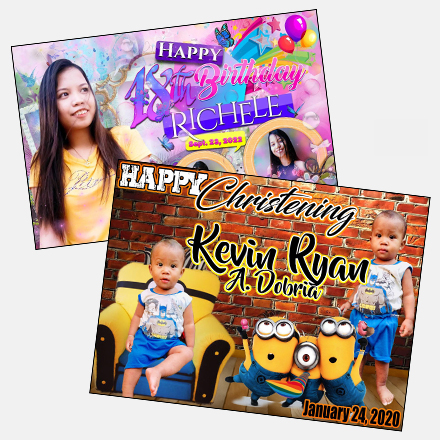 HAPPY
18th Birthday
RICHELE
Sept. 23, 2022
HAPPY Christening
Kevin Ryan
A. Dobria
January 24, 2020